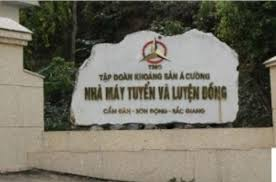 TẬP ĐOÀN KHOÁNG SẢN Á CƯỜNG
NHÀ MÁY TUYỂN VÀ LUYỆN ĐỒNG
CẨM ĐÀN - SƠN ĐỘNG - BẮC GIANG